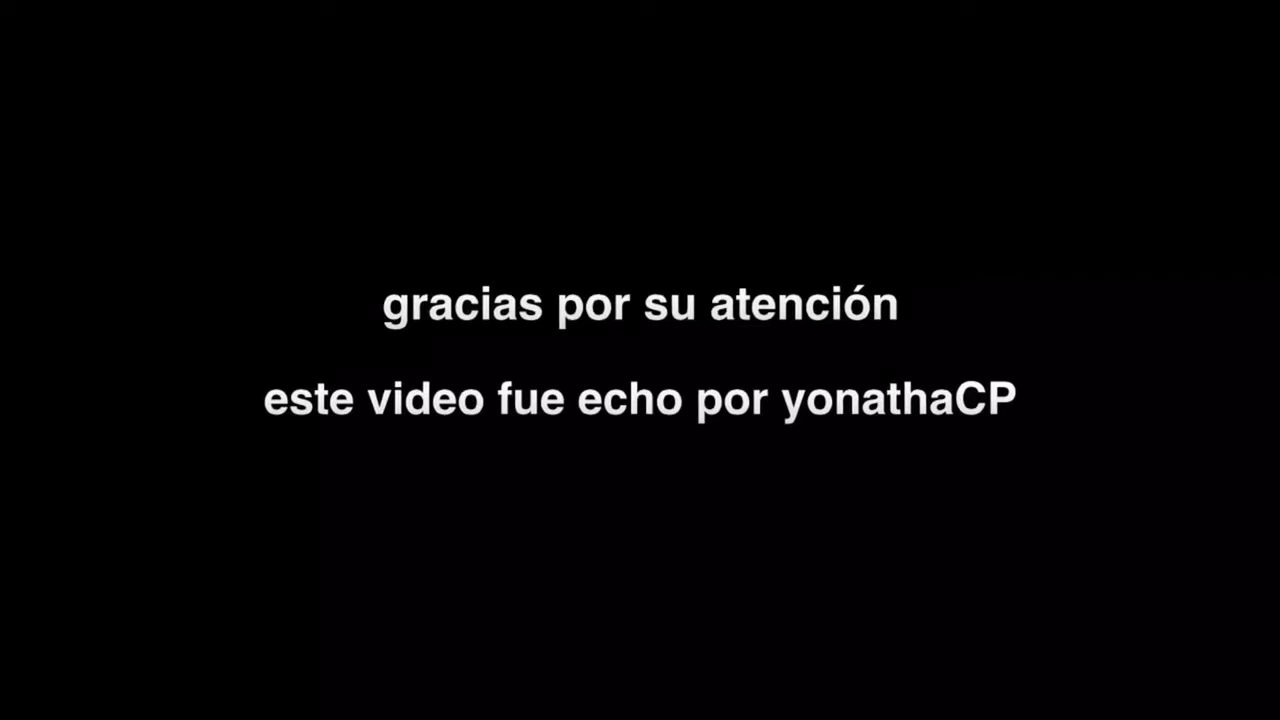 gracias por su atención
este video fue echo por yonathaCP